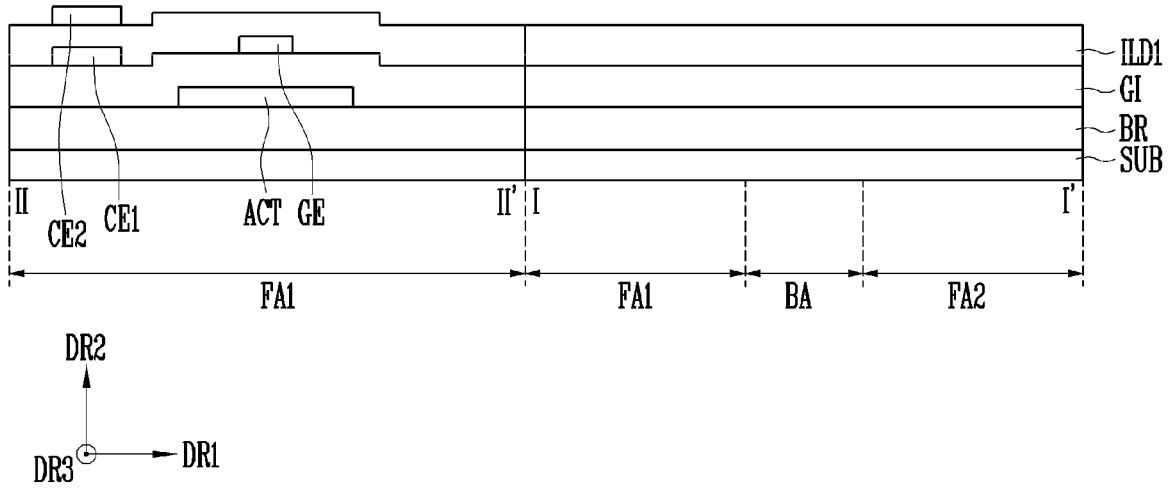 ILD1
GI
BR
SUB
II
CE2
CE1
ACT
GE
II'
I
I'
FA1
FA1
BA
FA2
DR2
DR3
DR1